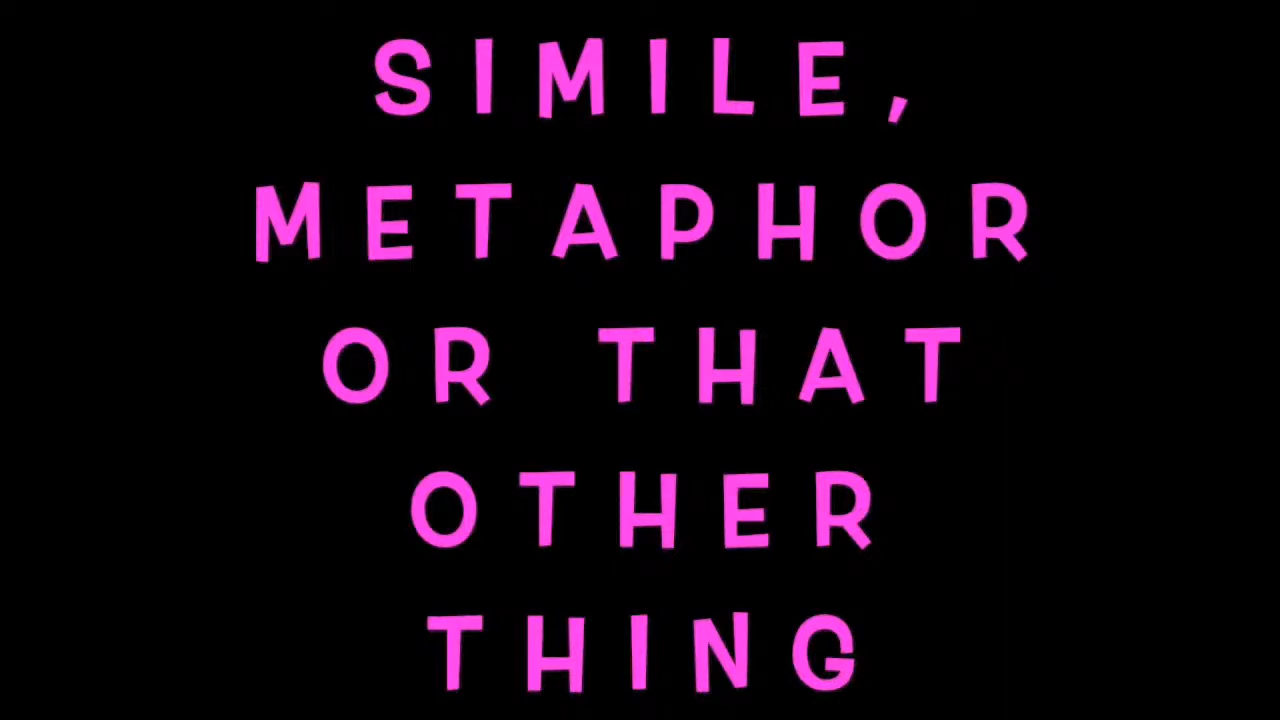 SIMILE,
METAPHOR
OR THAT
OTHER
THING